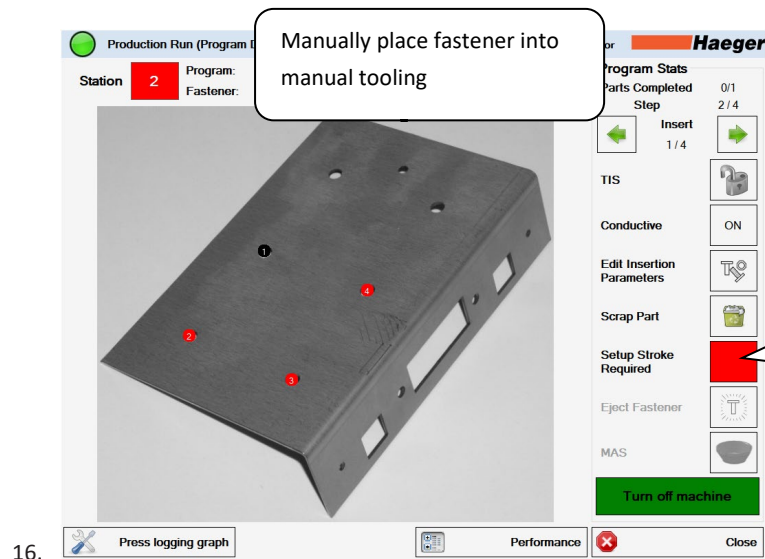 Manually place fastener into
manual tooling
Production Run (Program D
or
Haeger
Station
2
Program:
Fastener:
Program Stats
Parts Completed 0/1
Step 2 / 4
Insert
1 / 4
TIS
Conductive ON
Edit Insertion
Parameters
Scrap Part
Setup Stroke
Required
Eject Fastener
MAS
Turn off machine
1
4
2
3
Press logging graph
Performance
Close
16.